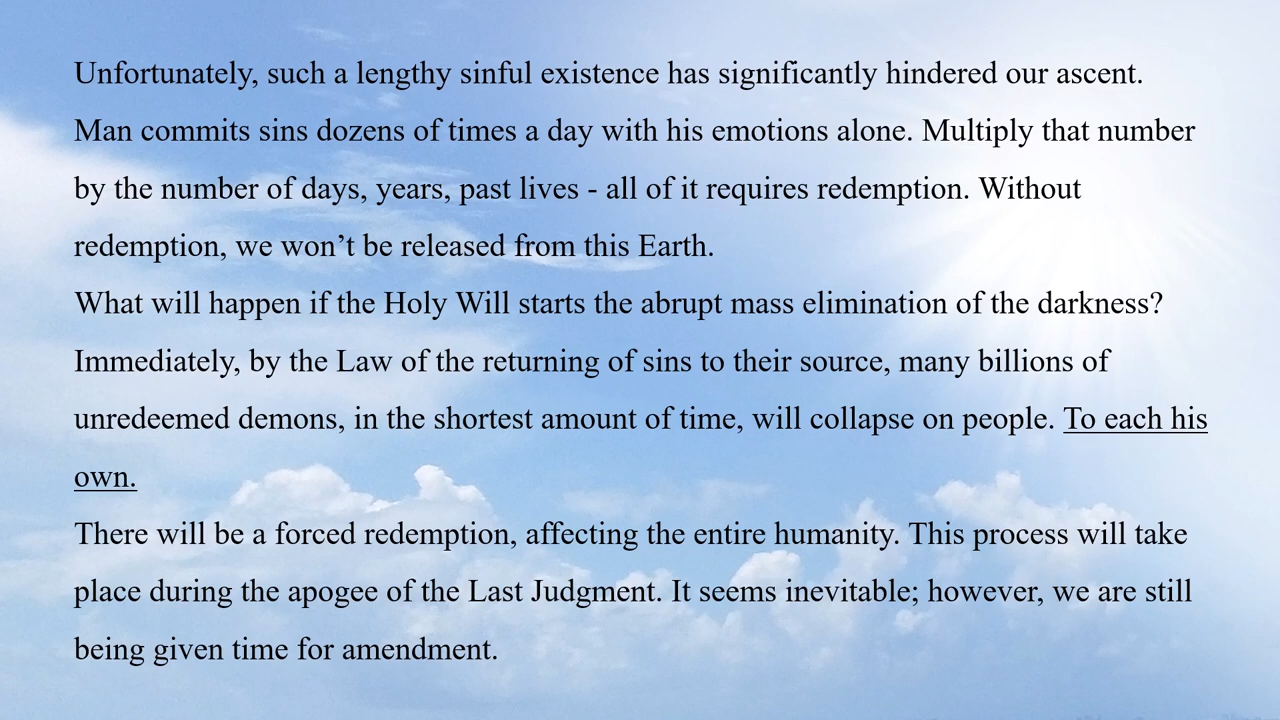 Unfortunately, such a lengthy sinful existence has significantly hindered our ascent.
Man commits sins dozens of times a day with his emotions alone. Multiply that number
by the number of days, years, past lives - all of it requires redemption. Without
redemption, we won’t be released from this Earth.
What will happen if the Holy Will starts the abrupt mass elimination of the darkness?
Immediately, by the Law of the returning of sins to their source, many billions of
unredeemed demons, in the shortest amount of time, will collapse on people. To each his
own.
There will be a forced redemption, affecting the entire humanity. This process will take
place during the apogee of the Last Judgment. It seems inevitable; however, we are still
being given time for amendment.